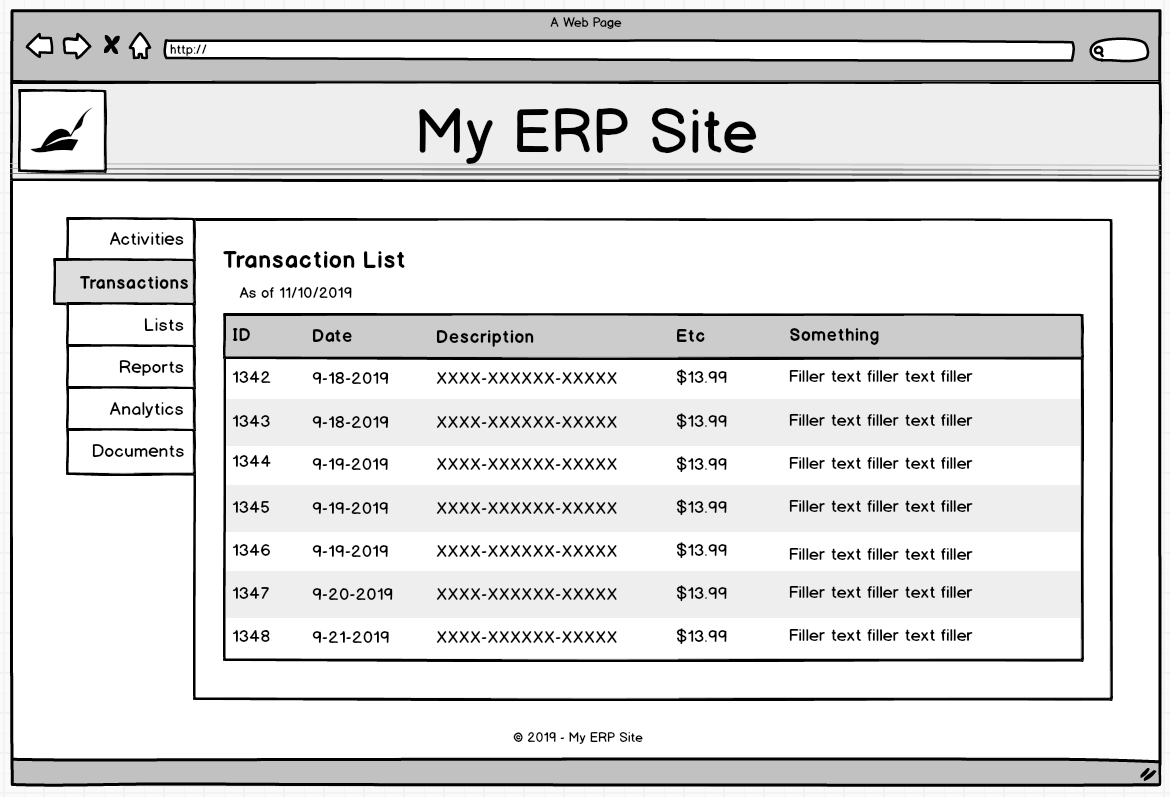 A Web Page
http://
My ERP Site
Activities
Transactions
Lists
Reports
Analytics
Documents
Transaction List
As of 11/10/2019
ID Date Description Etc Something
1342 9-18-2019 XXXX-XXXXXX-XXXXX $13.99 Filler text filler text filler
1343 9-18-2019 XXXX-XXXXXX-XXXXX $13.99 Filler text filler text filler
1344 9-19-2019 XXXX-XXXXXX-XXXXX $13.99 Filler text filler text filler
1345 9-19-2019 XXXX-XXXXXX-XXXXX $13.99 Filler text filler text filler
1346 9-19-2019 XXXX-XXXXXX-XXXXX $13.99 Filler text filler text filler
1347 9-20-2019 XXXX-XXXXXX-XXXXX $13.99 Filler text filler text filler
1348 9-21-2019 XXXX-XXXXXX-XXXXX $13.99 Filler text filler text filler
© 2019 - My ERP Site